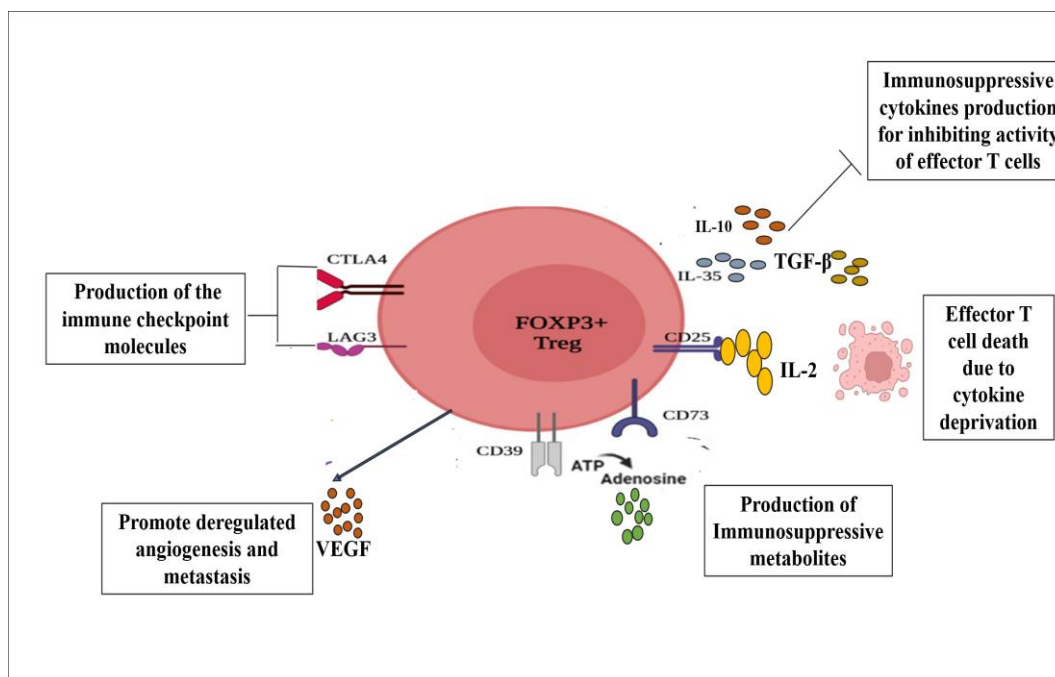 Immunosuppressive
cytokines production
for inhibiting activity
of effector T cells
IL-10
IL-35
TGF-β
CTLA4
LAG3
Production of the
immune checkpoint
molecules
FOXP3+
Treg
CD25
IL-2
Effector T
cell death
due to
cytokine
deprivation
CD73
CD39
ATP
Adenosine
Production of
Immunosuppressive
metabolites
Promote deregulated
angiogenesis and
metastasis
VEGF